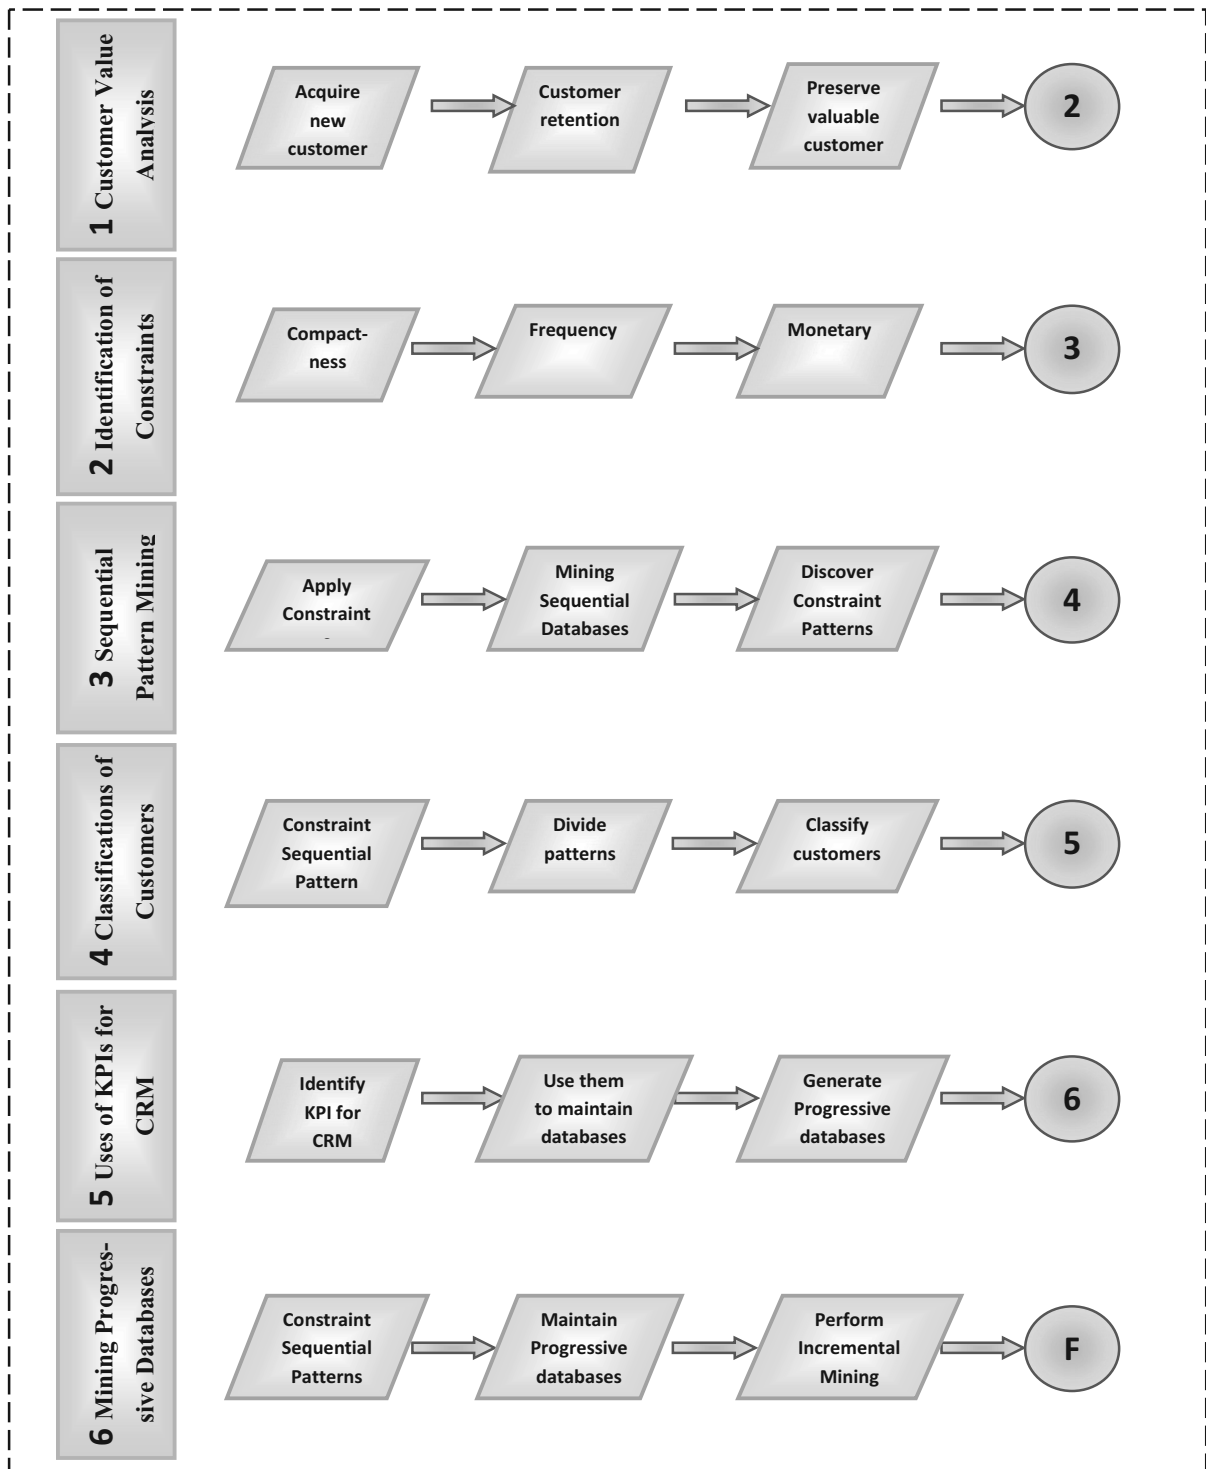 1 Customer Value
Analysis
Acquire
new
customer
Customer
retention
Preserve
valuable
customer
2
2 Identification of
Constraints
Compact-
ness
Frequency
Monetary
3
3 Sequential
Pattern Mining
Apply
Constraint
Mining
Sequential
Databases
Discover
Constraint
Patterns
4
4 Classifications of
Customers
Constraint
Sequential
Pattern
Divide
patterns
Classify
customers
5
5 Uses of KPIs for
CRM
Identify
KPI for
CRM
Use them
to maintain
databases
Generate
Progressive
databases
6
6 Mining Progres-
sive Databases
Constraint
Sequential
Patterns
Maintain
Progressive
databases
Perform
Incremental
Mining
F